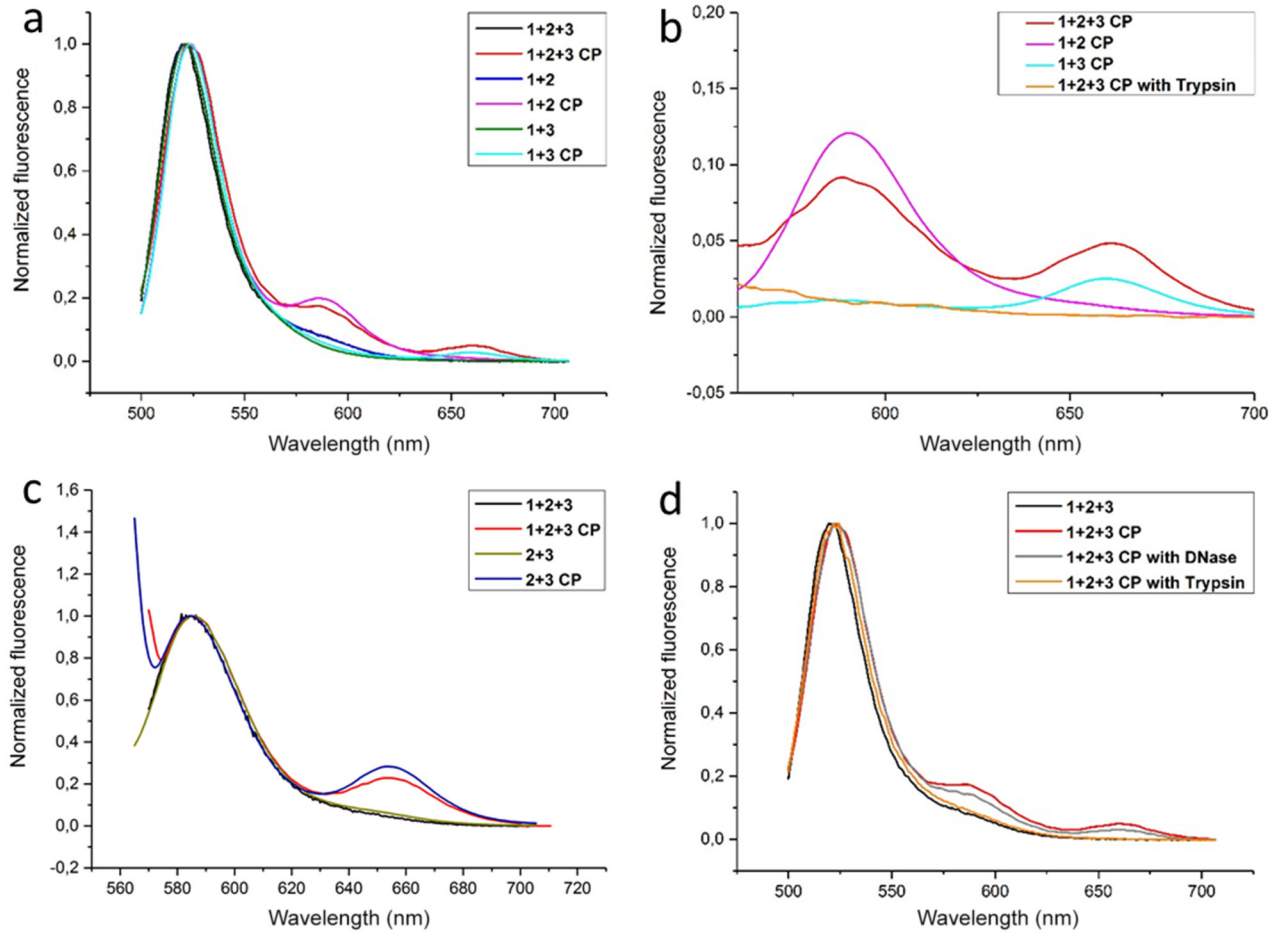 a
1+2+3
1+2+3 CP
1+2
1+2 CP
1+3
1+3 CP
1,0
0,8
0,6
0,4
0,2
0,0
Normalized fluorescence
500
550
600
650
700
Wavelength (nm)
b
1+2+3 CP
1+2 CP
1+3 CP
1+2+3 CP with Trypsin
0,20
0,15
0,10
0,05
0,00
-0,05
Normalized fluorescence
600
650
700
Wavelength (nm)
c
1+2+3
1+2+3 CP
2+3
2+3 CP
1,6
1,4
1,2
1,0
0,8
0,6
0,4
0,2
0,0
-0,2
Normalized fluorescence
560
580
600
620
640
660
680
700
720
Wavelength (nm)
d
1+2+3
1+2+3 CP
1+2+3 CP with DNase
1+2+3 CP with Trypsin
1,0
0,8
0,6
0,4
0,2
0,0
Normalized fluorescence
500
550
600
650
700
Wavelength (nm)